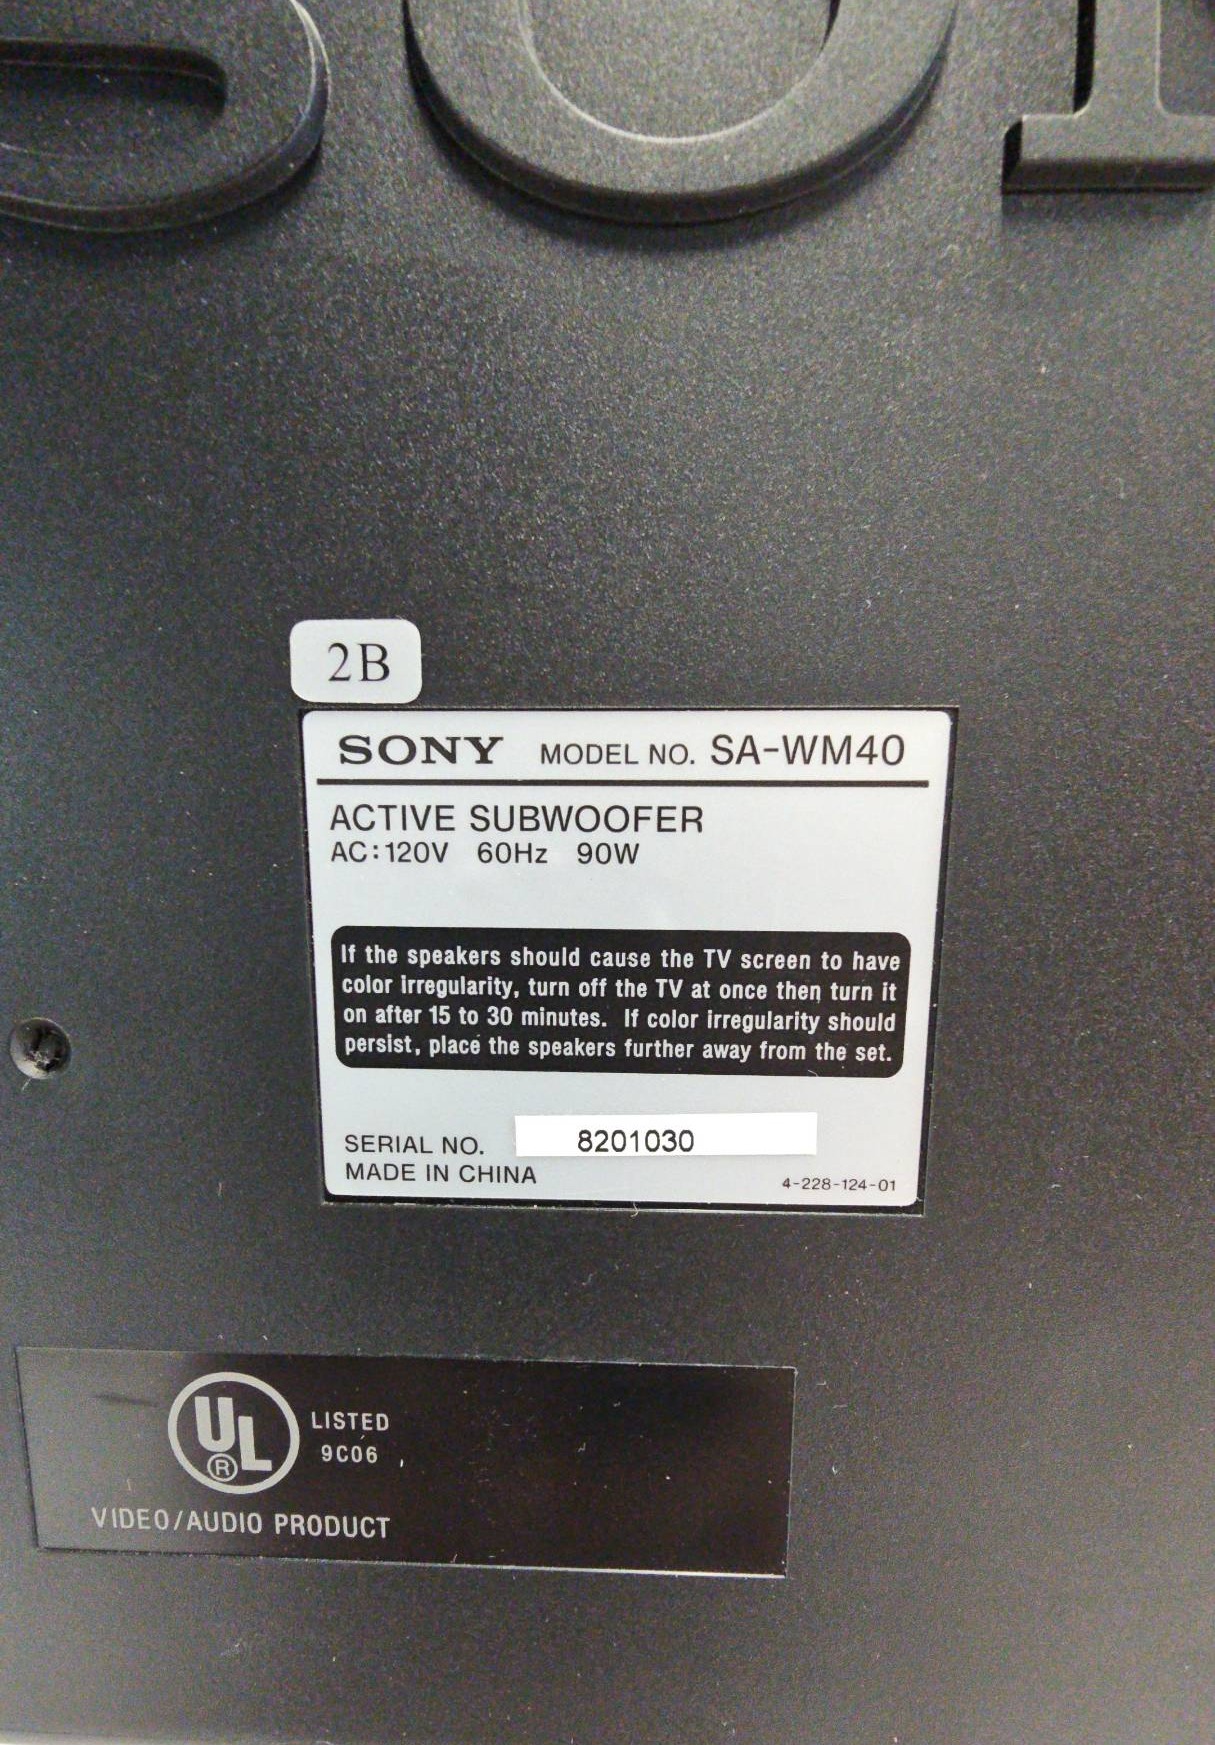 SON
2B
SONY MODEL NO. SA-WM40
ACTIVE SUBWOOFER
AC:120V 60Hz 90W
If the speakers should cause the TV screen to have
color irregularity, turn off the TV at once then turn it
on after 15 to 30 minutes. If color irregularity should
persist, place the speakers further away from the set.
SERIAL NO. 8201030
MADE IN CHINA 4-228-124-01
UL ® LISTED
9C06
VIDEO/AUDIO PRODUCT